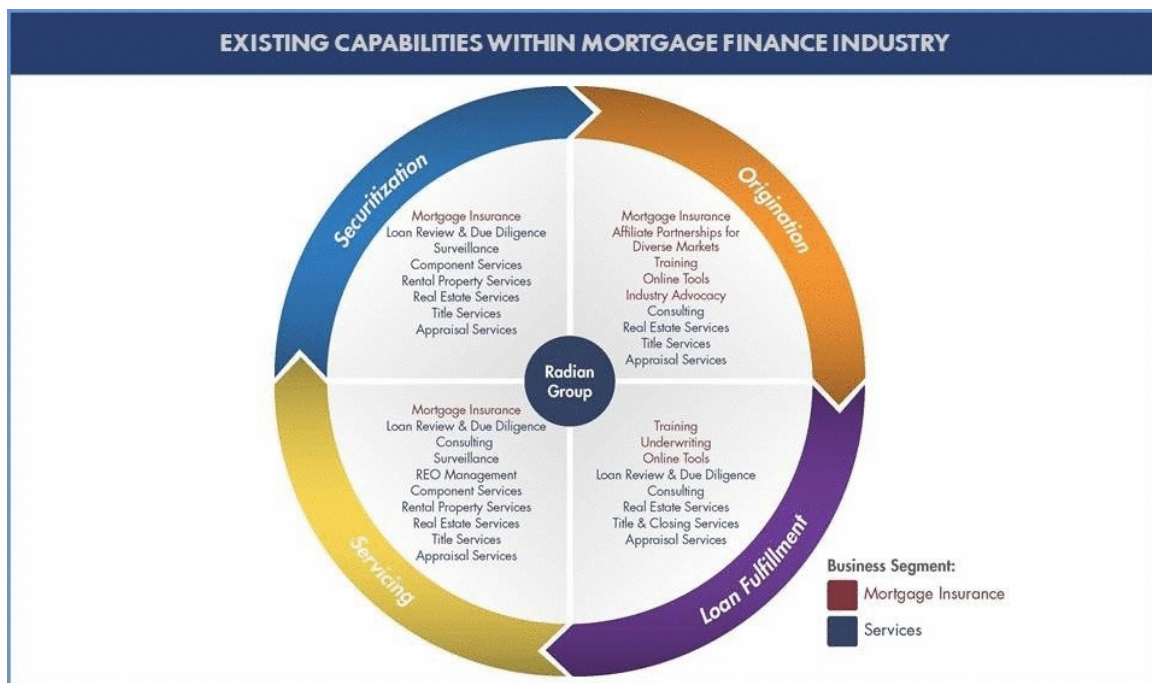 EXISTING CAPABILITIES WITHIN MORTGAGE FINANCE INDUSTRY
Securitization
Mortgage Insurance
Loan Review & Due Diligence
Surveillance
Component Services
Rental Property Services
Real Estate Services
Title Services
Appraisal Services
Origination
Mortgage Insurance
Affiliate Partnerships for
Diverse Markets
Training
Online Tools
Industry Advocacy
Consulting
Real Estate Services
Title Services
Appraisal Services
Radian
Group
Servicing
Mortgage Insurance
Loan Review & Due Diligence
Consulting
Surveillance
REO Management
Component Services
Rental Property Services
Real Estate Services
Title Services
Appraisal Services
Loan Fulfillment
Training
Underwriting
Online Tools
Loan Review & Due Diligence
Consulting
Real Estate Services
Title & Closing Services
Appraisal Services
Business Segment:
Mortgage Insurance
Services